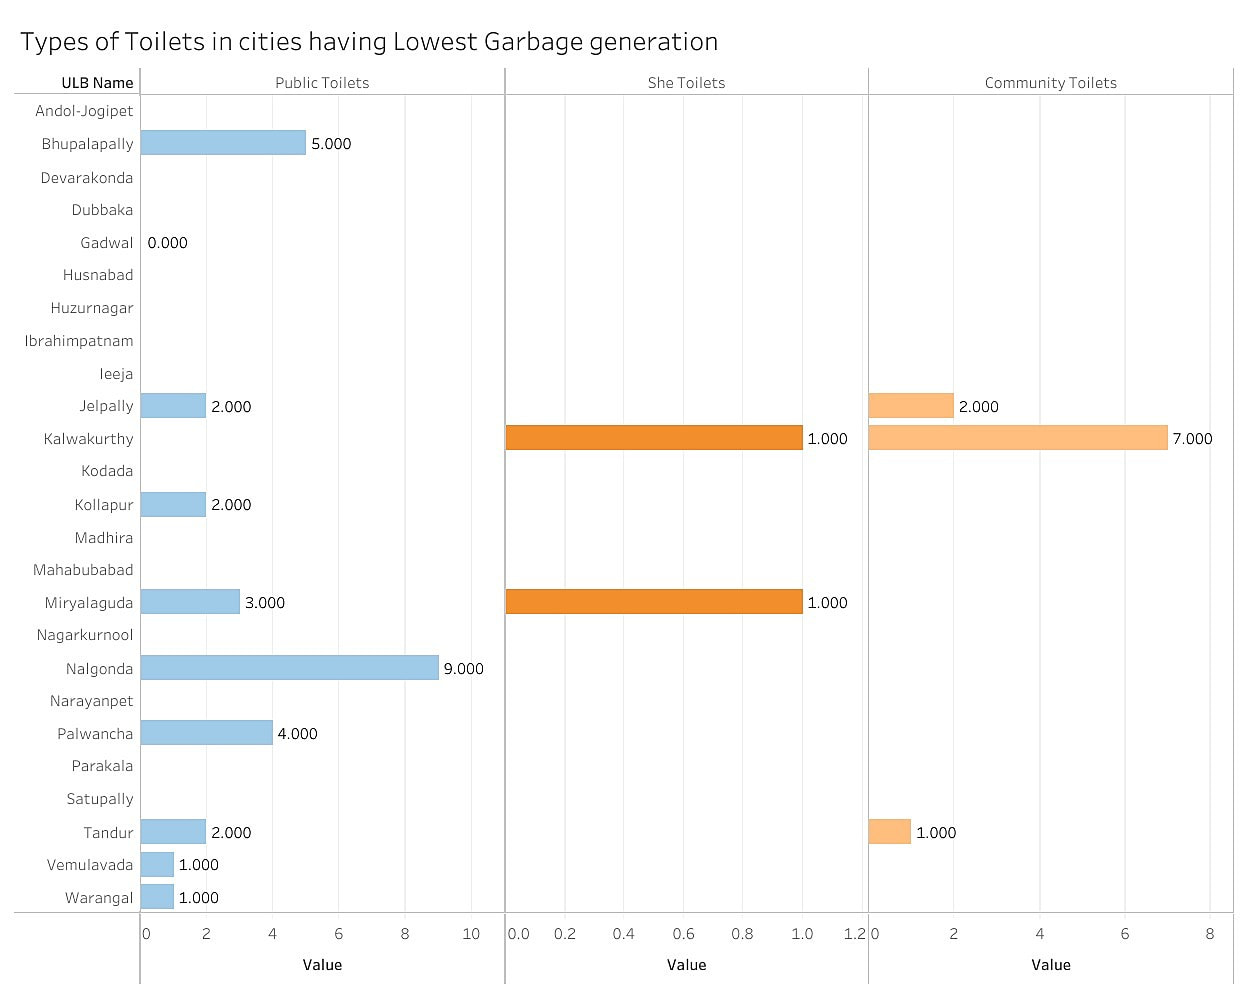 Types of Toilets in cities having Lowest Garbage generation
ULB Name Public Toilets She Toilets Community Toilets
Andol-Jogipet
Bhupalapally 5.000
Devarakonda
Dubbaka
Gadwal 0.000
Husnabad
Huzurnagar
Ibrahimpatnam
Ieeja
Jelpally 2.000 2.000
Kalwakurthy 1.000 7.000
Kodada
Kollapur 2.000
Madhira
Mahabubabad
Miryalaguda 3.000 1.000
Nagarkurnool
Nalgonda 9.000
Narayanpet
Palwancha 4.000
Parakala
Satupally
Tandur 2.000 1.000
Vemulavada 1.000
Warangal 1.000
0 2 4 6 8 10 0.0 0.2 0.4 0.6 0.8 1.0 1.2 0 2 4 6 8
Value Value Value